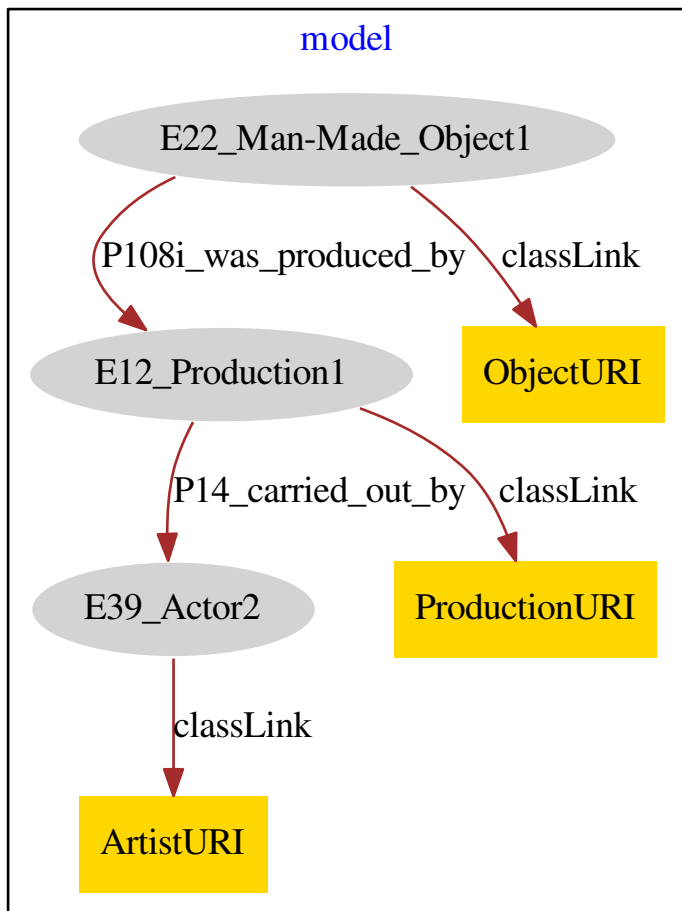 model
E22_Man-Made_Object1
P108i_was_produced_by
classLink
E12_Production1
ObjectURI
P14_carried_out_by
classLink
E39_Actor2
ProductionURI
classLink
ArtistURI